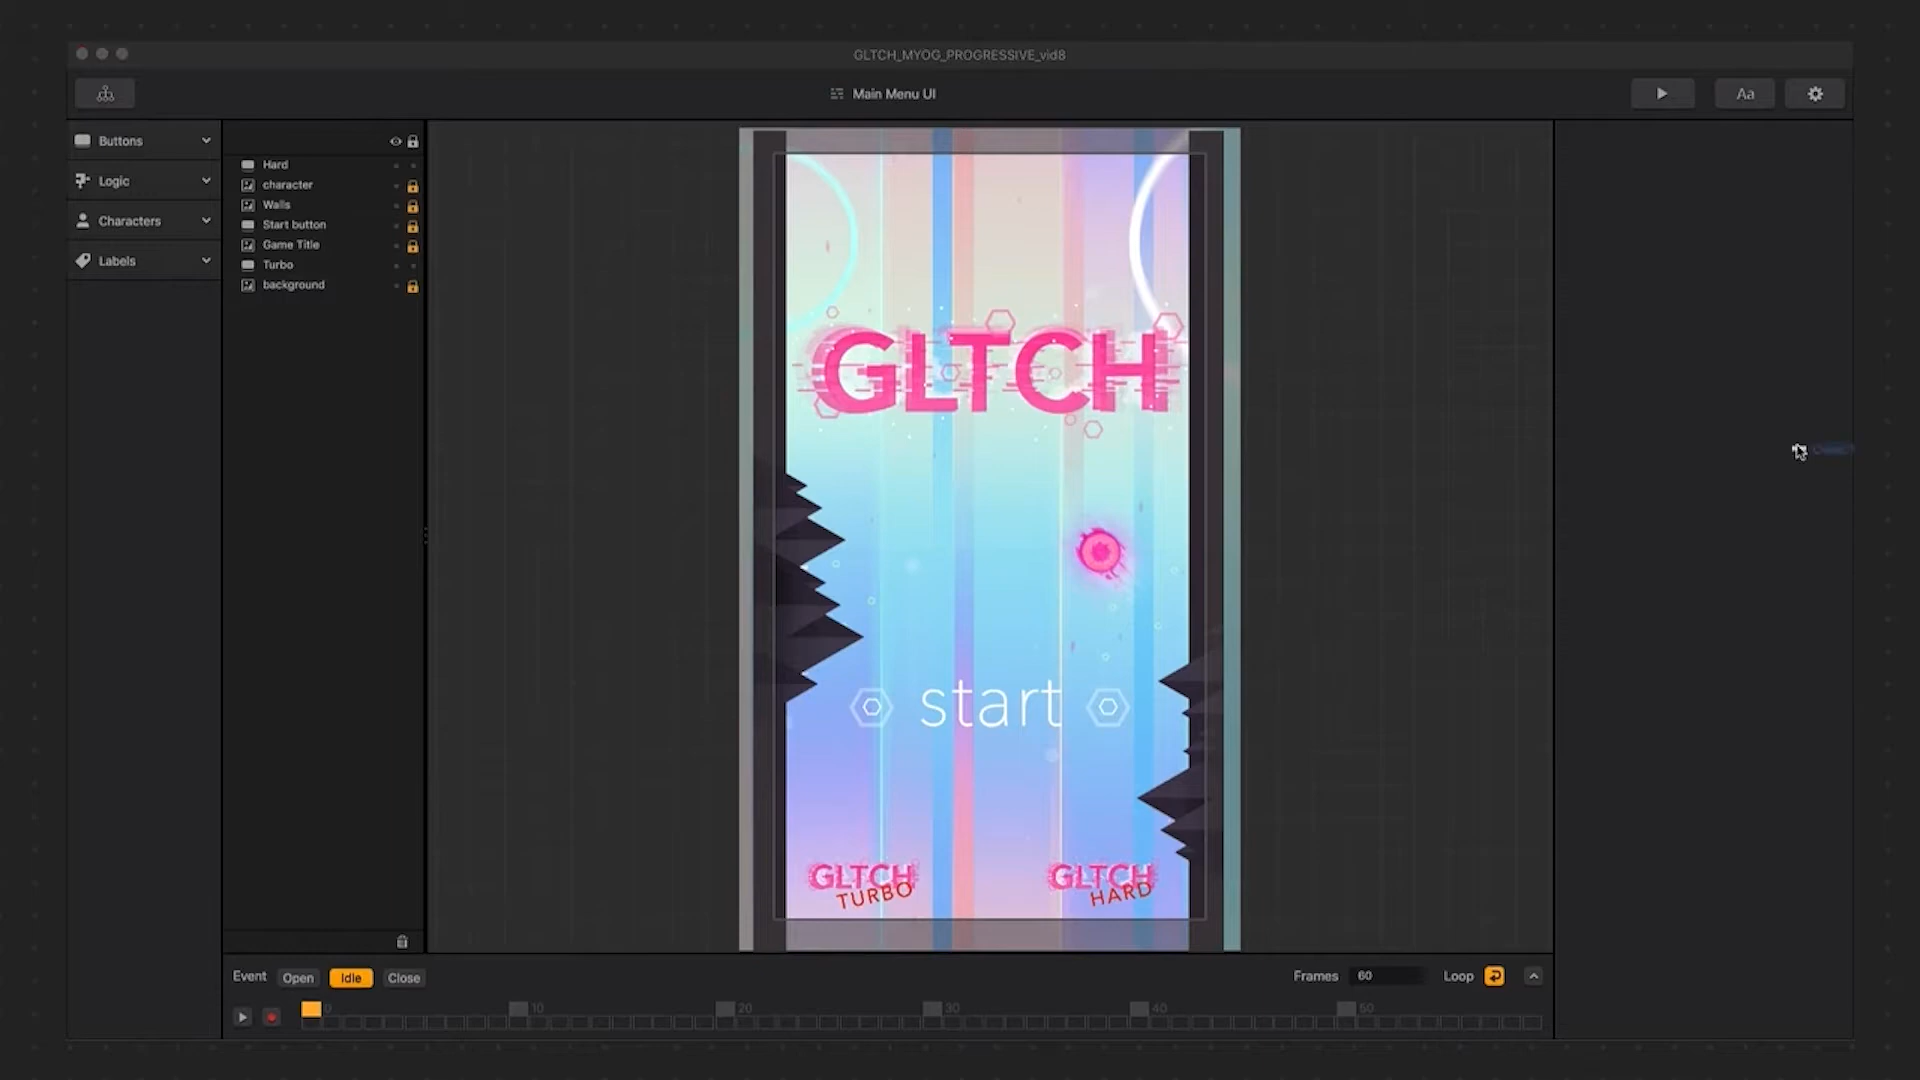 GLTCH_MYOG_PROGRESSIVE_vid8
Main Menu UI
Aa
Buttons
Logic
Characters
Labels
Hard
character
Walls
Start button
Game Title
Turbo
background
GLTCH
start
GLTCH
TURBO
GLTCH
HARD
Event
Open
Idle
Close
Frames
60
Loop
0
10
20
30
40
50